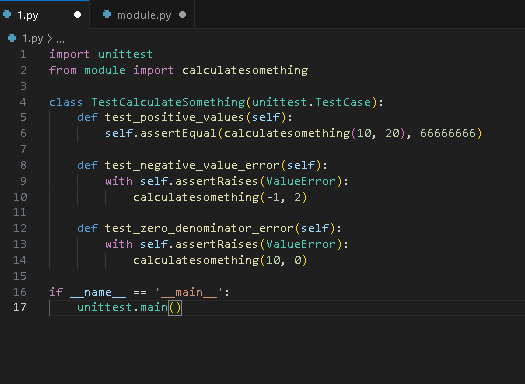 1.py
module.py
1.py > ...
1 import unittest
2 from module import calculatesomething
3
4 class TestCalculateSomething(unittest.TestCase):
5     def test_positive_values(self):
6         self.assertEqual(calculatesomething(10, 20), 66666666)
7
8     def test_negative_value_error(self):
9         with self.assertRaises(ValueError):
10             calculatesomething(-1, 2)
11
12     def test_zero_denominator_error(self):
13         with self.assertRaises(ValueError):
14             calculatesomething(10, 0)
15
16 if __name__ == '__main__':
17     unittest.main()